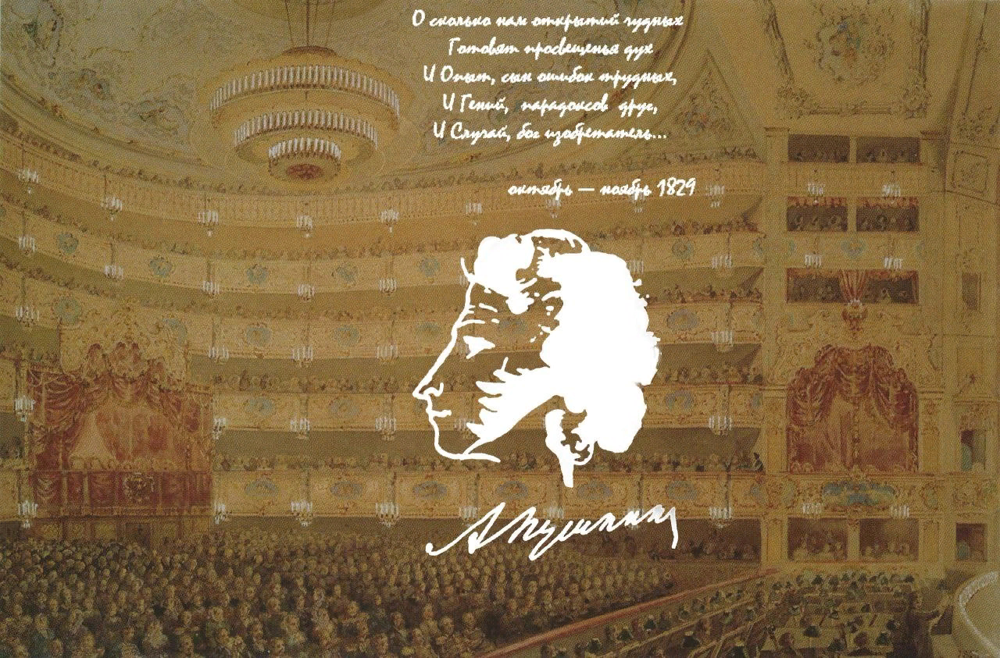 О сколько нам открытий чудных
Готовят просвещенья дух
И Опыт, сын ошибок трудных,
И Гений, парадоксов друг,
И Случай, бог изобретатель...
октябрь — ноябрь 1829
А Пушкин